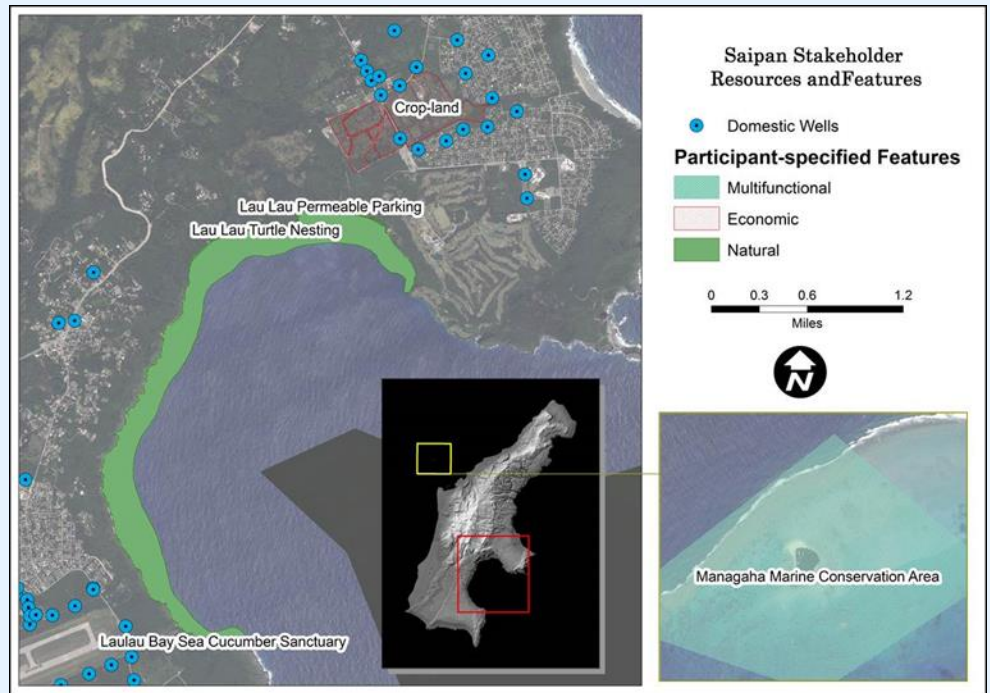 Saipan Stakeholder
Resources andFeatures
Domestic Wells
Participant-specified Features
Multifunctional
Economic
Natural
0 0.3 0.6 1.2
Miles
N
Crop-land
Lau Lau Permeable Parking
Lau Lau Turtle Nesting
Laulau Bay Sea Cucumber Sanctuary
Managaha Marine Conservation Area